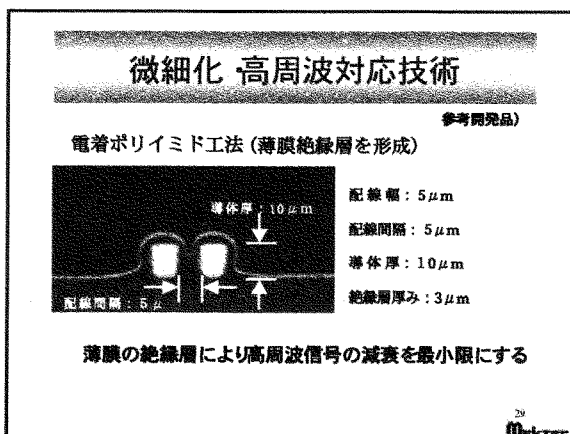 微細化・高周波対応技術
参考開発品)
電着ポリイミド工法 (薄膜絶縁層を形成)
導体厚:10μm
配線間隔:5μ
配線幅:5μm
配線間隔:5μm
導体厚:10μm
絶縁層厚み:3μm
薄膜の絶縁層により高周波信号の減衰を最小限にする
29